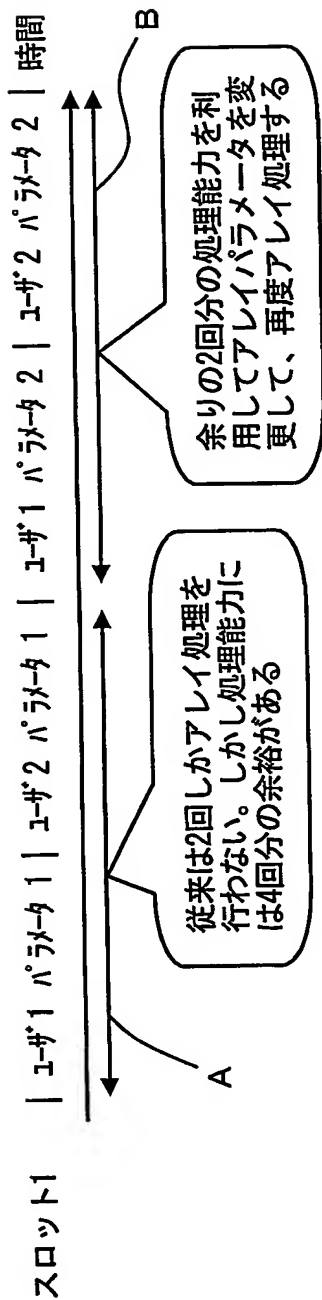 スロット1 | ユーザ1 パラメータ 1 | ユーザ2 パラメータ 1 | ユーザ1 パラメータ 2 | ユーザ2 パラメータ 2 | 時間
A
B
従来は2回しかアレイ処理を
行わない。しかし処理能力に
は4回分の余裕がある
余りの2回分の処理能力を利
用してアレイパラメータを変
更して、再度アレイ処理する